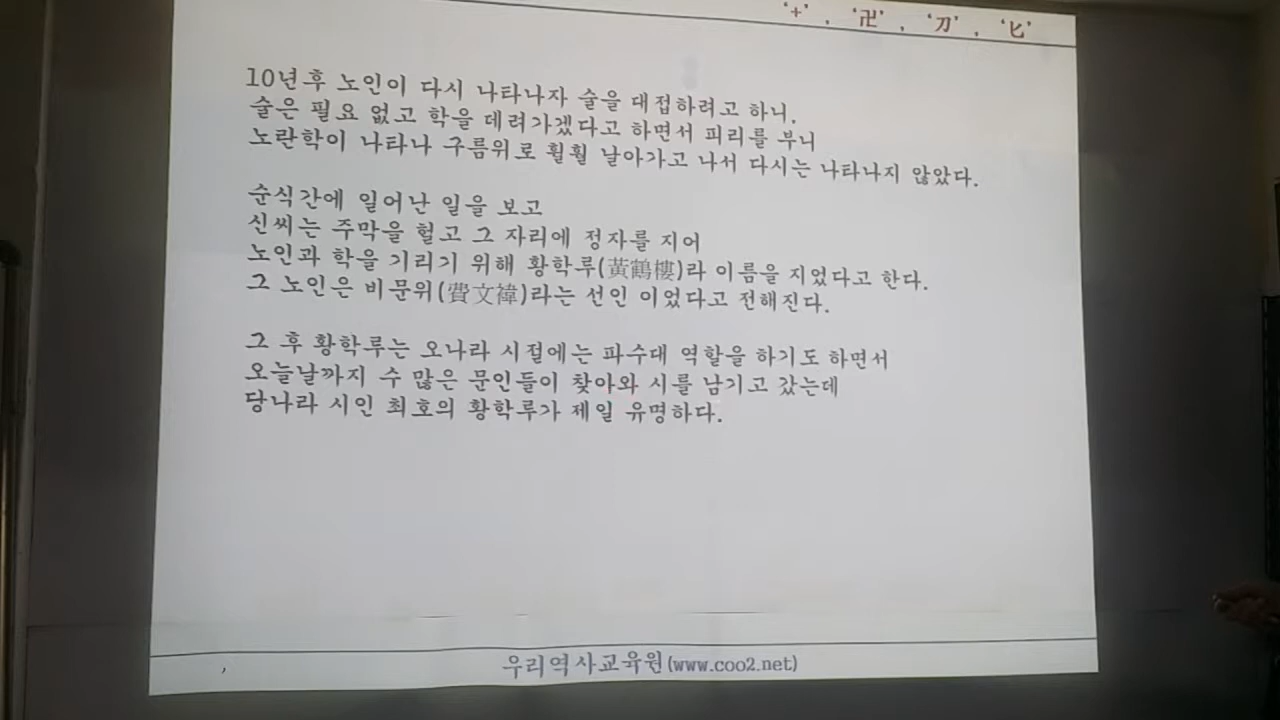 '+', '卍', '刀', '匕'
10년후 노인이 다시 나타나자 술을 대접하려고 하니.
술은 필요 없고 학을 데려가겠다고 하면서 피리를 부니
노란학이 나타나 구름위로 훨훨 날아가고 나서 다시는 나타나지 않았다.
순식간에 일어난 일을 보고
신씨는 주막을 헐고 그 자리에 정자를 지어
노인과 학을 기리기 위해 황학루(黃鶴樓)라 이름을 지었다고 한다.
그 노인은 비문위(費文褘)라는 선인 이었다고 전해진다.
그 후 황학루는 오나라 시절에는 파수대 역할을 하기도 하면서
오늘날까지 수 많은 문인들이 찾아와 시를 남기고 갔는데
당나라 시인 최호의 황학루가 제일 유명하다.
우리역사교육원(www.coo2.net)